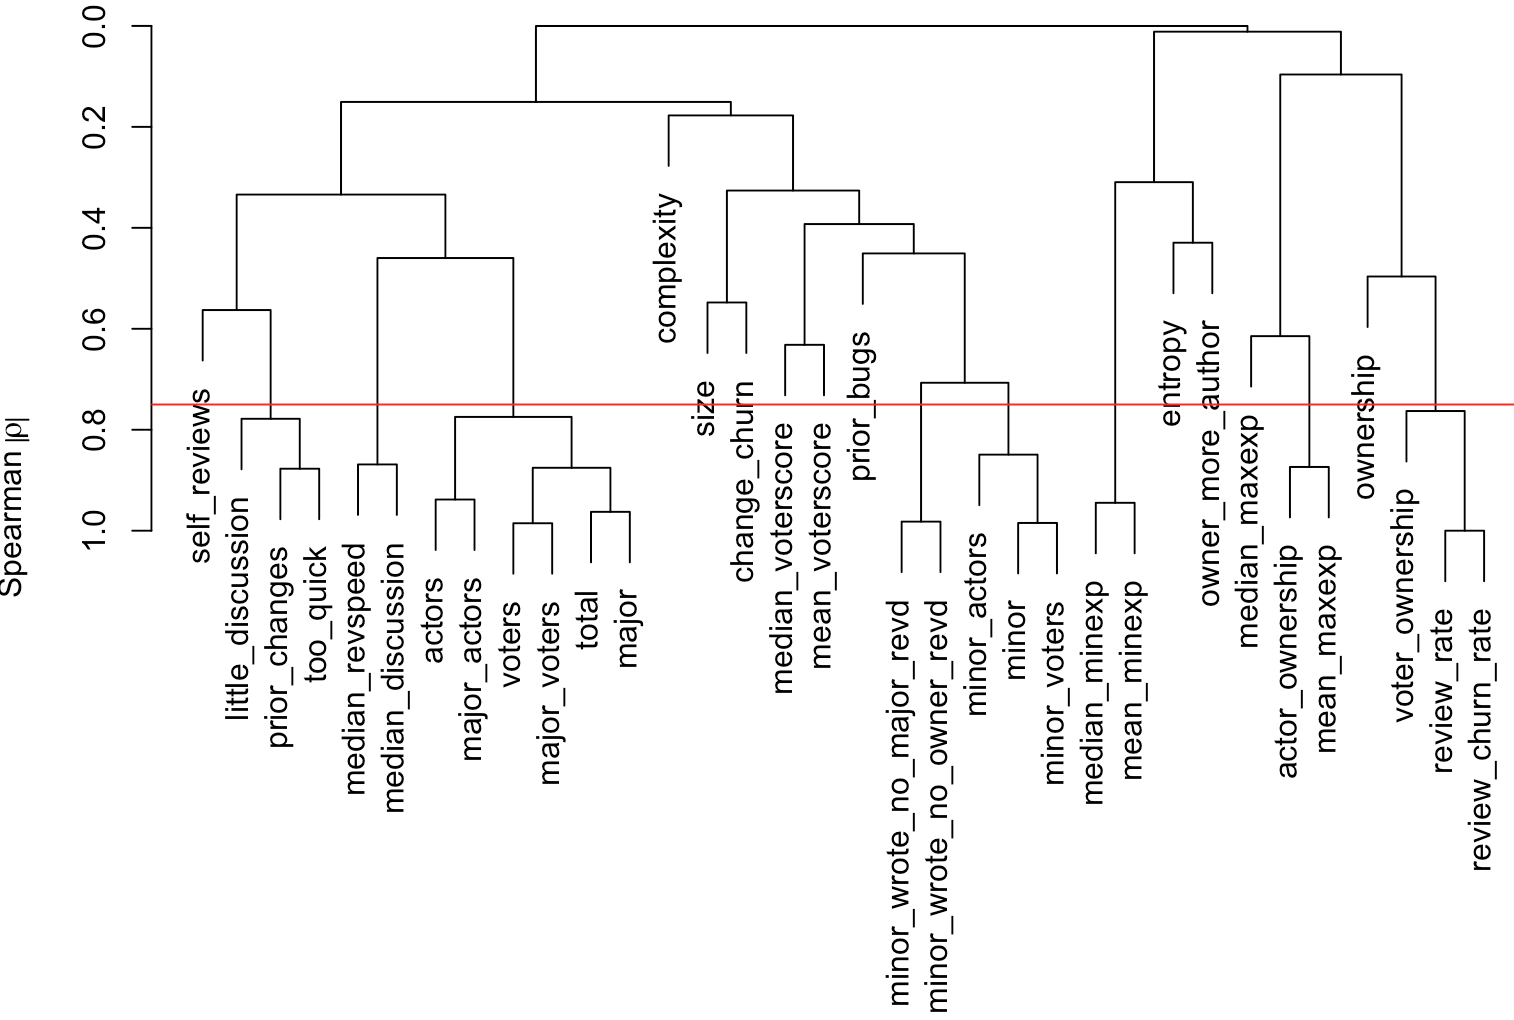 Spearman |ρ|
0.0
0.2
0.4
0.6
0.8
1.0
self_reviews
little_discussion
prior_changes
too_quick
median_revspeed
median_discussion
actors
major_actors
voters
major_voters
total
major
complexity
size
change_churn
median_voterscore
mean_voterscore
prior_bugs
minor_wrote_no_major_revd
minor_wrote_no_owner_revd
minor_actors
minor
minor_voters
median_minexp
mean_minexp
entropy
owner_more_author
median_maxexp
actor_ownership
mean_maxexp
ownership
voter_ownership
review_rate
review_churn_rate